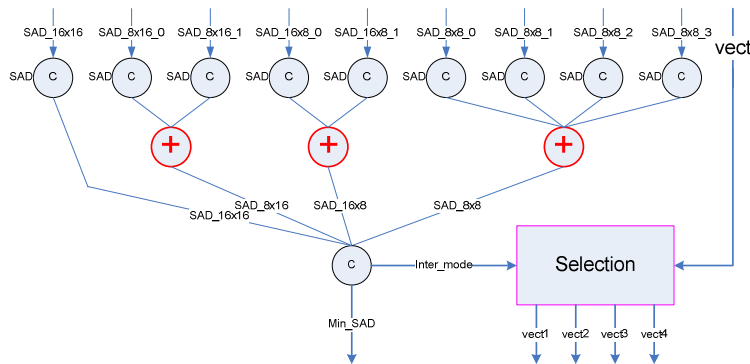 SAD_16x16 SAD_8x16_0 SAD_8x16_1 SAD_16x8_0 SAD_16x8_1 SAD_8x8_0 SAD_8x8_1 SAD_8x8_2 SAD_8x8_3
vect
SAD C SAD C SAD C SAD C SAD C SAD C SAD C SAD C SAD C
+ + +
SAD_16x16 SAD_8x16 SAD_16x8 SAD_8x8
C Inter_mode Selection
Min_SAD vect1 vect2 vect3 vect4